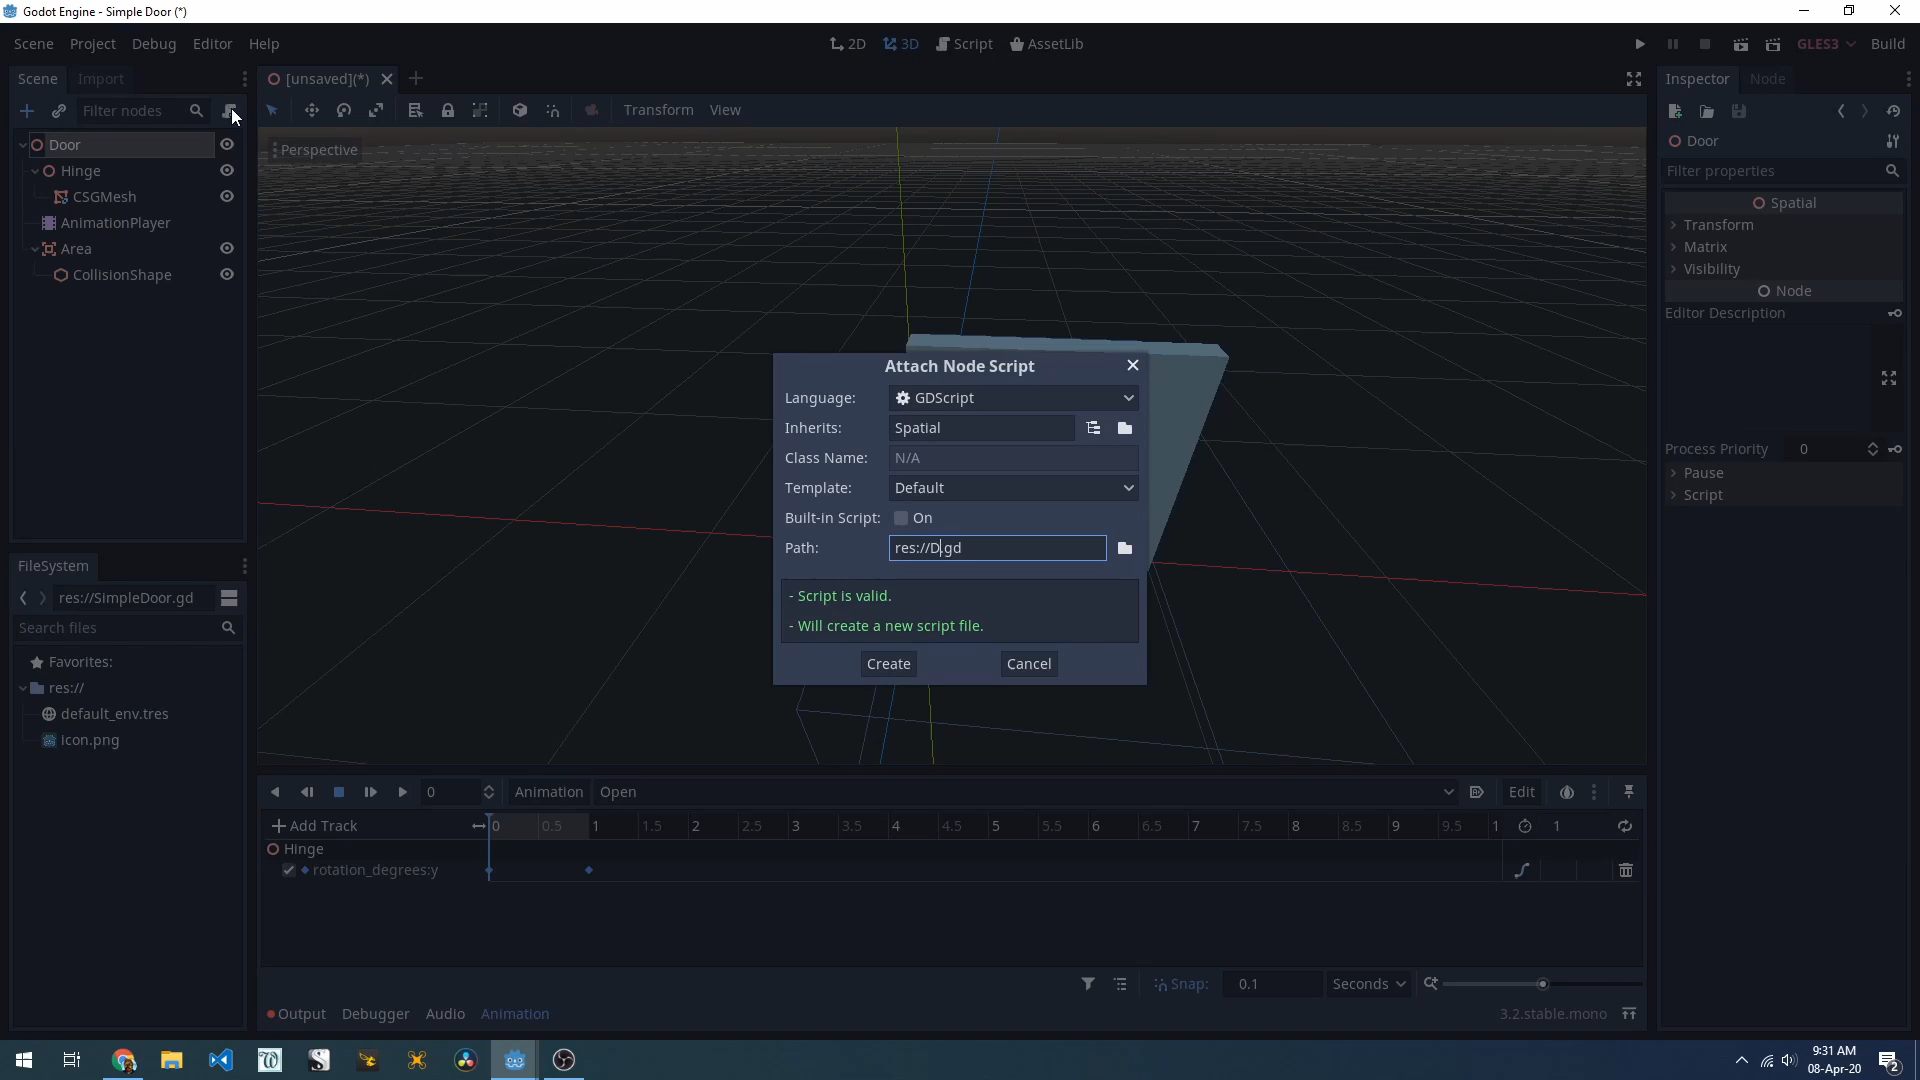 Godot Engine - Simple Door (*)
Scene Project Debug Editor Help
2D 3D Script AssetLib
GLES3 Build
Scene Import
[unsaved](*)
Inspector Node
Filter nodes
Transform View
Door
Hinge
CSGMesh
AnimationPlayer
Area
CollisionShape
Perspective
Door
Filter properties
Spatial
Transform
Matrix
Visibility
Node
Editor Description
Process Priority 0
Pause
Script
Attach Node Script
Language: GDScript
Inherits: Spatial
Class Name: N/A
Template: Default
Built-in Script: On
Path: res://D.gd
- Script is valid.
- Will create a new script file.
Create Cancel
FileSystem
res://SimpleDoor.gd
Search files
Favorites:
res://
default_env.tres
icon.png
0 Animation Open Edit
Add Track 0 0.5 1 1.5 2 2.5 3 3.5 4 4.5 5 5.5 6 6.5 7 7.5 8 8.5 9 9.5 1 1
Hinge
rotation_degrees:y
Snap: 0.1 Seconds
Output Debugger Audio Animation
3.2.stable.mono
9:31 AM
08-Apr-20
2